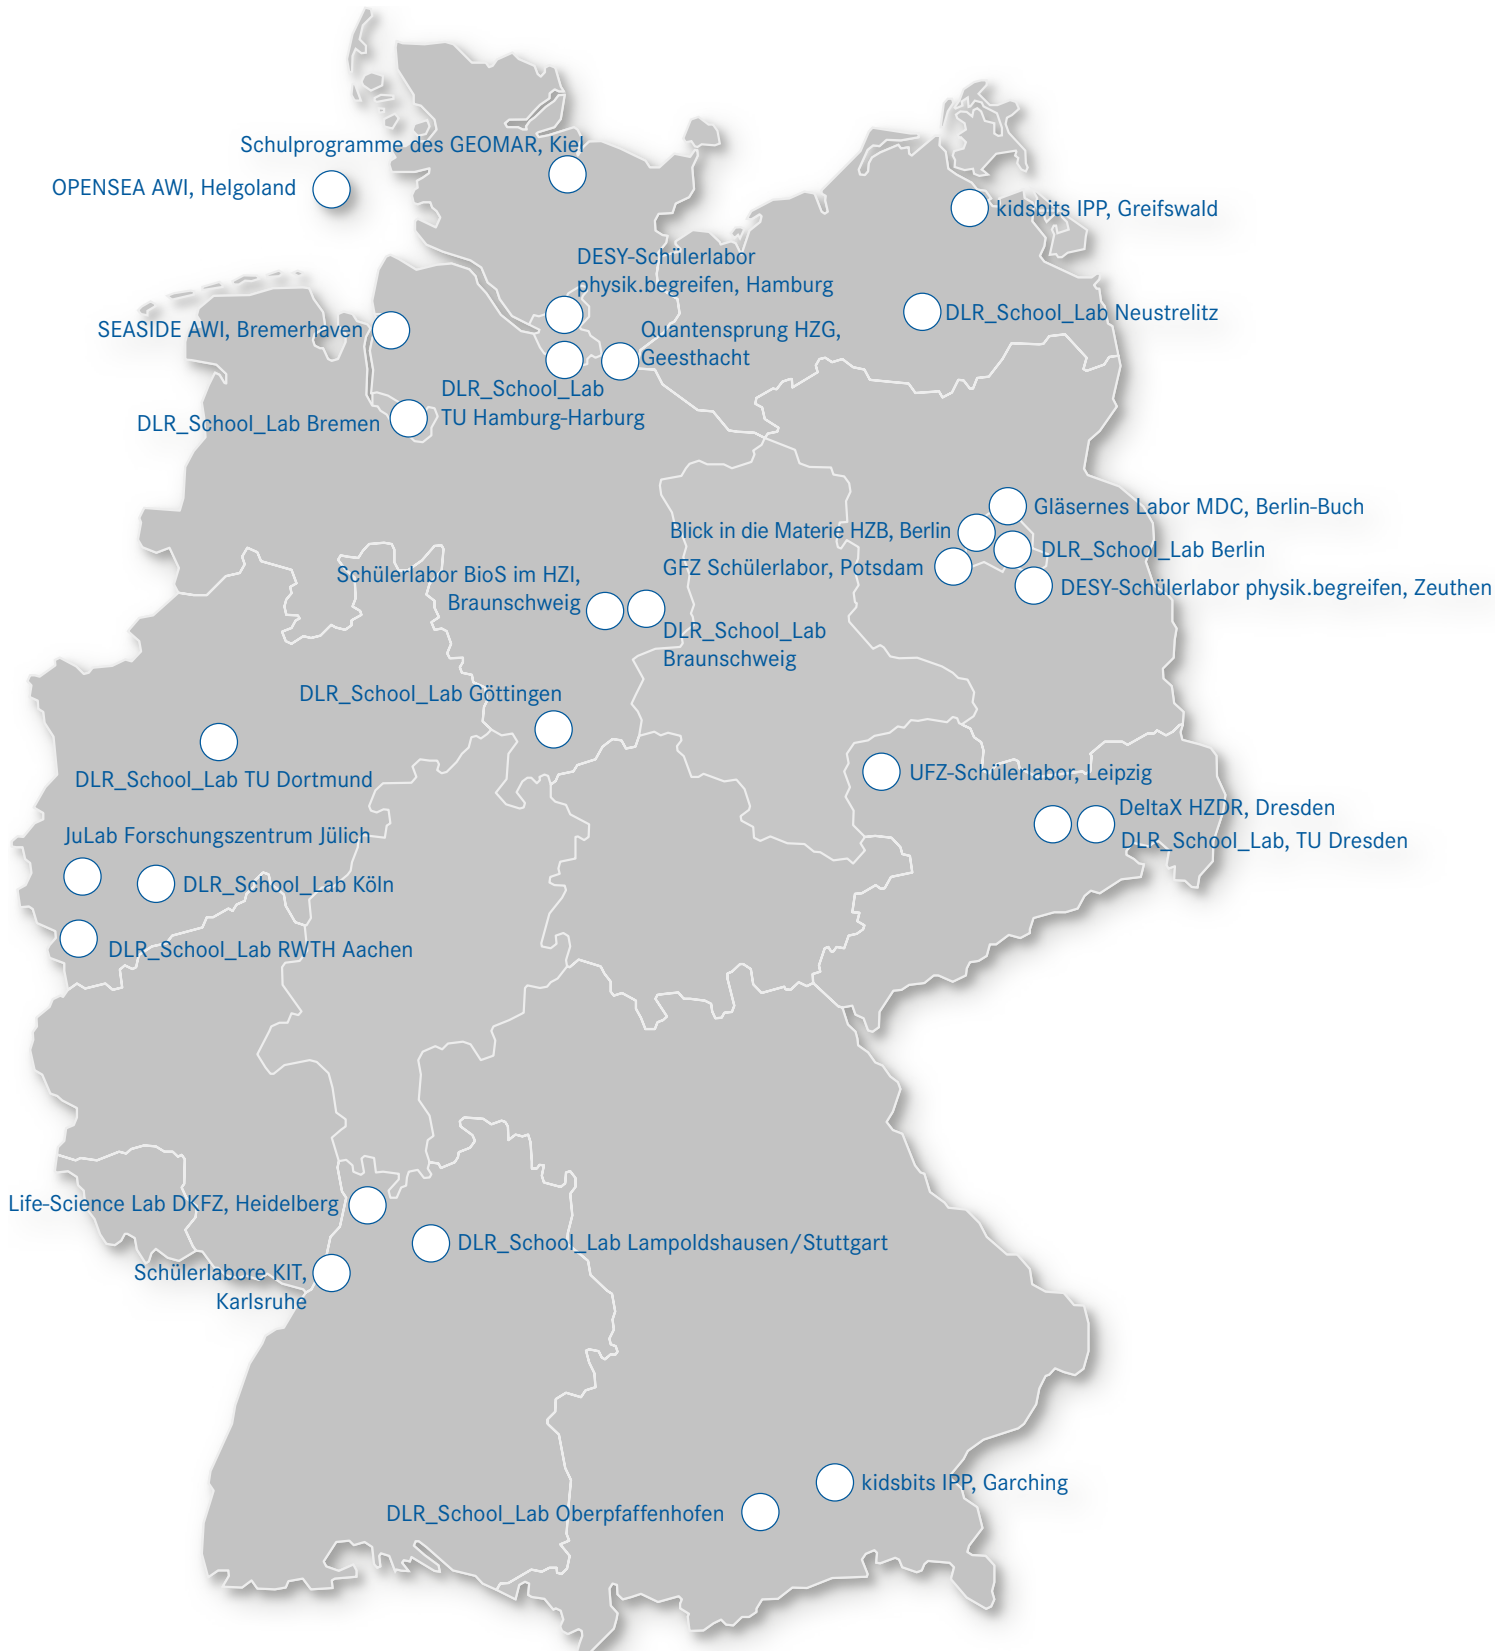 Schulprogramme des GEOMAR, Kiel
OPENSEA AWI, Helgoland
kidsbits IPP, Greifswald
DESY-Schülerlabor
physik.begreifen, Hamburg
DLR_School_Lab Neustrelitz
SEASIDE AWI, Bremerhaven
Quantensprung HZG,
Geesthacht
DLR_School_Lab
TU Hamburg-Harburg
DLR_School_Lab Bremen
Gläsernes Labor MDC, Berlin-Buch
Blick in die Materie HZB, Berlin
DLR_School_Lab Berlin
GFZ Schülerlabor, Potsdam
DESY-Schülerlabor physik.begreifen, Zeuthen
Schülerlabor BioS im HZI,
Braunschweig
DLR_School_Lab
Braunschweig
DLR_School_Lab Göttingen
DLR_School_Lab TU Dortmund
UFZ-Schülerlabor, Leipzig
DeltaX HZDR, Dresden
DLR_School_Lab, TU Dresden
JuLab Forschungszentrum Jülich
DLR_School_Lab Köln
DLR_School_Lab RWTH Aachen
Life-Science Lab DKFZ, Heidelberg
DLR_School_Lab Lampoldshausen/Stuttgart
Schülerlabore KIT,
Karlsruhe
kidsbits IPP, Garching
DLR_School_Lab Oberpfaffenhofen